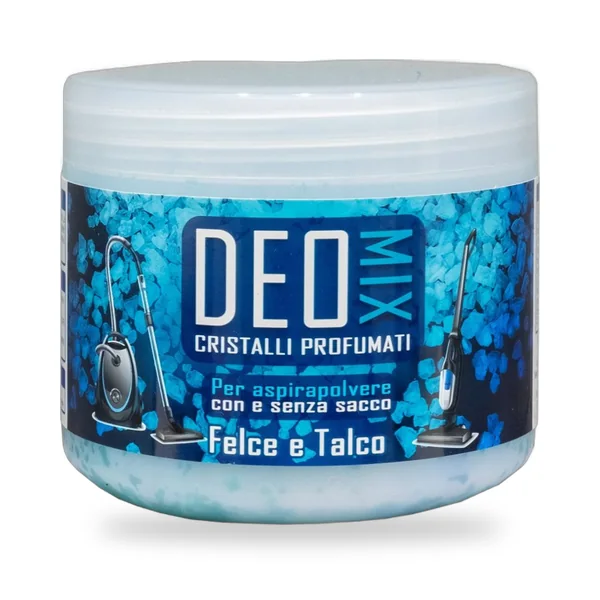 DEO MIX
CRISTALLI PROFUMATI
Per aspirapolvere
con e senza sacco
Felce e Talco